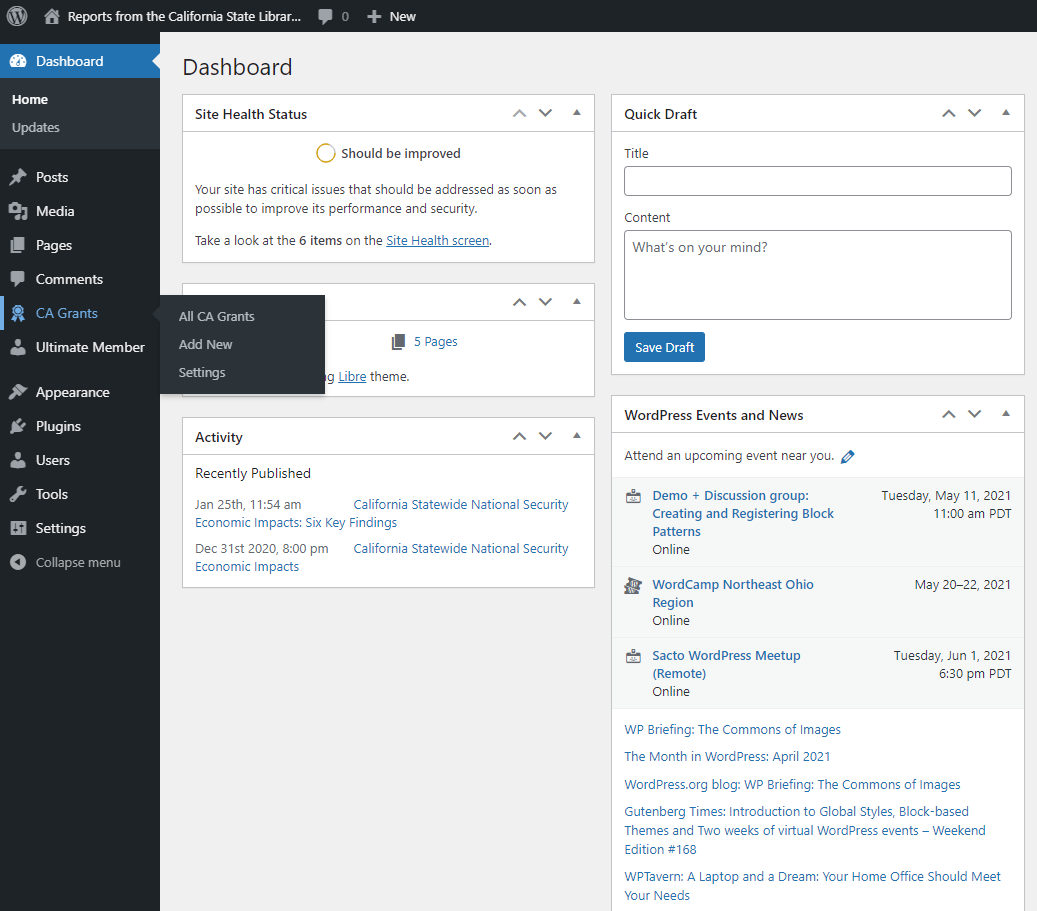 Reports from the California State Librar... 0 New
Dashboard
Home
Updates
Posts
Media
Pages
Comments
CA Grants
Ultimate Member
Appearance
Plugins
Users
Tools
Settings
Collapse menu
All CA Grants
Add New
Settings
Dashboard
Site Health Status
Should be improved
Your site has critical issues that should be addressed as soon as
possible to improve its performance and security.
Take a look at the 6 items on the Site Health screen.
5 Pages
Libre theme.
Activity
Recently Published
Jan 25th, 11:54 am California Statewide National Security
Economic Impacts: Six Key Findings
Dec 31st 2020, 8:00 pm California Statewide National Security
Economic Impacts
Quick Draft
Title
Content
What's on your mind?
Save Draft
WordPress Events and News
Attend an upcoming event near you.
Demo + Discussion group: Tuesday, May 11, 2021
Creating and Registering Block 11:00 am PDT
Patterns
Online
WordCamp Northeast Ohio May 20–22, 2021
Region
Online
Sacto WordPress Meetup Tuesday, Jun 1, 2021
(Remote) 6:30 pm PDT
Online
WP Briefing: The Commons of Images
The Month in WordPress: April 2021
WordPress.org blog: WP Briefing: The Commons of Images
Gutenberg Times: Introduction to Global Styles, Block-based
Themes and Two weeks of virtual WordPress events – Weekend
Edition #168
WPTavern: A Laptop and a Dream: Your Home Office Should Meet
Your Needs